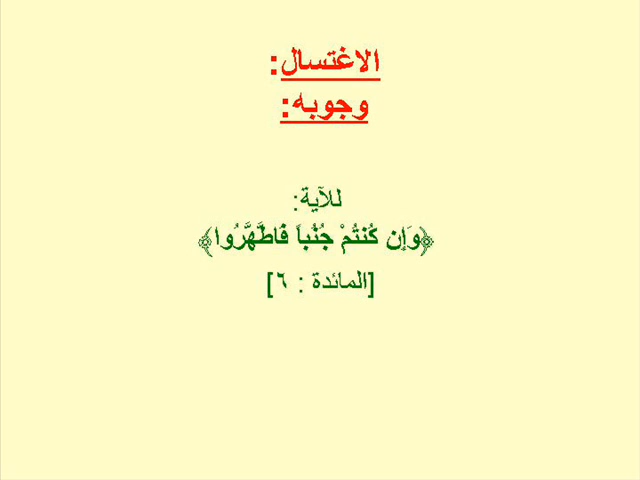 الاغتسال:
وجوبه:
للآية:
﴿وَإِن كُنتُمْ جُنُباً فَاطَّهَّرُوا﴾
[المائدة : ٦]